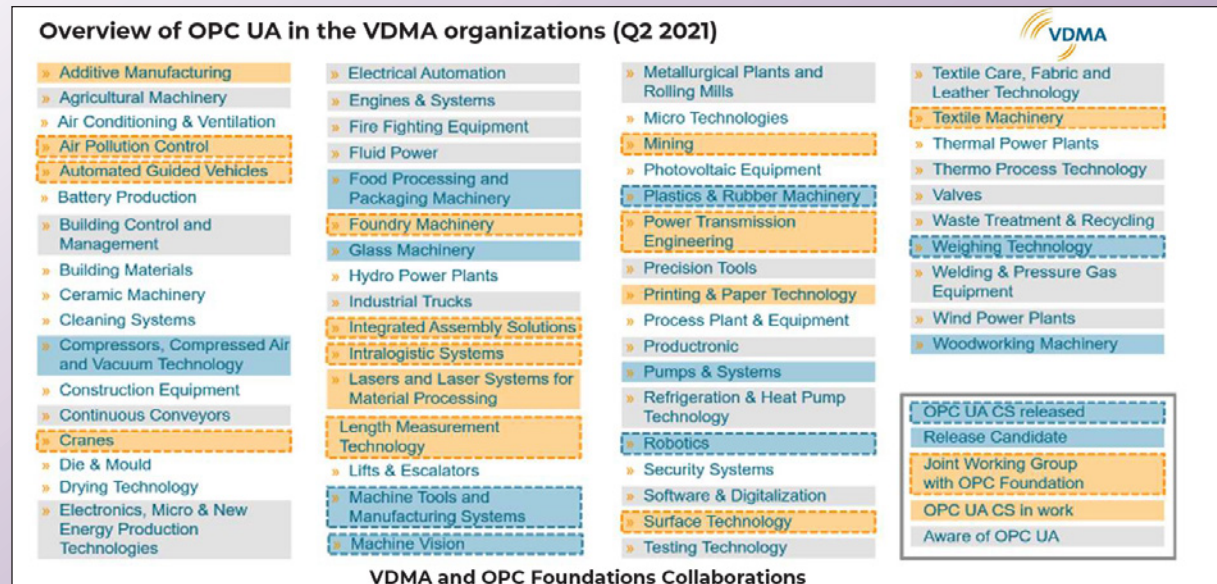 Overview of OPC UA in the VDMA organizations (Q2 2021)
VDMA
» Additive Manufacturing
» Agricultural Machinery
» Air Conditioning & Ventilation
» Air Pollution Control
» Automated Guided Vehicles
» Battery Production
» Building Control and
Management
» Building Materials
» Ceramic Machinery
» Cleaning Systems
» Compressors, Compressed Air
and Vacuum Technology
» Construction Equipment
» Continuous Conveyors
» Cranes
» Die & Mould
» Drying Technology
» Electronics, Micro & New
Energy Production
Technologies
» Electrical Automation
» Engines & Systems
» Fire Fighting Equipment
» Fluid Power
» Food Processing and
Packaging Machinery
» Foundry Machinery
» Glass Machinery
» Hydro Power Plants
» Industrial Trucks
» Integrated Assembly Solutions
» Intralogistic Systems
» Lasers and Laser Systems for
Material Processing
Length Measurement
Technology
» Lifts & Escalators
» Machine Tools and
Manufacturing Systems
» Machine Vision
» Metallurgical Plants and
Rolling Mills
» Micro Technologies
» Mining
» Photovoltaic Equipment
» Plastics & Rubber Machinery
» Power Transmission
Engineering
» Precision Tools
» Printing & Paper Technology
» Process Plant & Equipment
» Productronic
» Pumps & Systems
» Refrigeration & Heat Pump
Technology
» Robotics
» Security Systems
» Software & Digitalization
» Surface Technology
» Testing Technology
» Textile Care, Fabric and
Leather Technology
» Textile Machinery
» Thermal Power Plants
» Thermo Process Technology
» Valves
» Waste Treatment & Recycling
» Weighing Technology
» Welding & Pressure Gas
Equipment
» Wind Power Plants
» Woodworking Machinery
OPC UA CS released
Release Candidate
Joint Working Group
with OPC Foundation
OPC UA CS in work
Aware of OPC UA
VDMA and OPC Foundations Collaborations